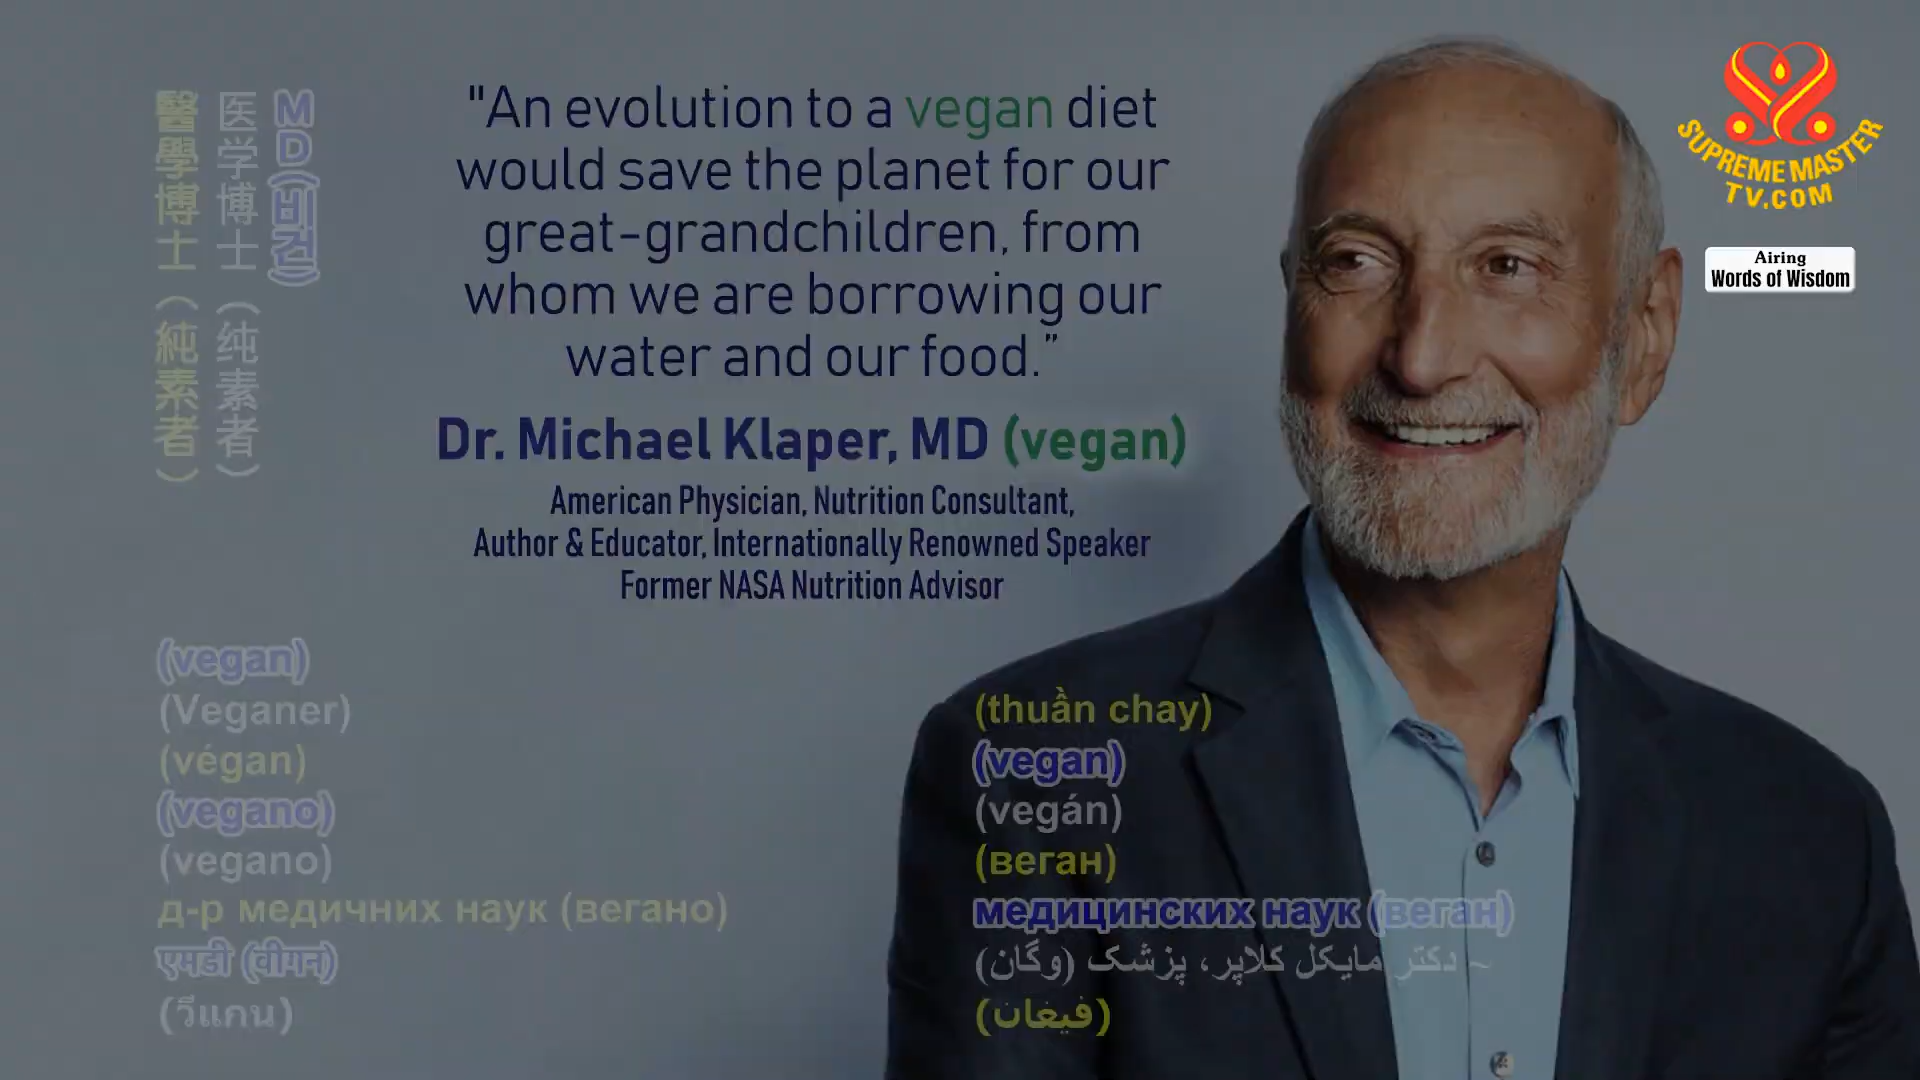 醫學博士（純素者）
医学博士（纯素者）
MD (비건)
"An evolution to a vegan diet
would save the planet for our
great-grandchildren, from
whom we are borrowing our
water and our food.”
Dr. Michael Klaper, MD (vegan)
American Physician, Nutrition Consultant,
Author & Educator, Internationally Renowned Speaker
Former NASA Nutrition Advisor
SUPREME MASTER
TV.COM
Airing
Words of Wisdom
(vegan)
(Veganer)
(végan)
(vegano)
(vegano)
д-р медичних наук (вегано)
एमडी (वीगन)
(วีแกน)
(thuần chay)
(vegan)
(vegán)
(веган)
медицинских наук (веган)
~ دکتر مایکل کلاپر، پزشک (وگان)
(فيغان)